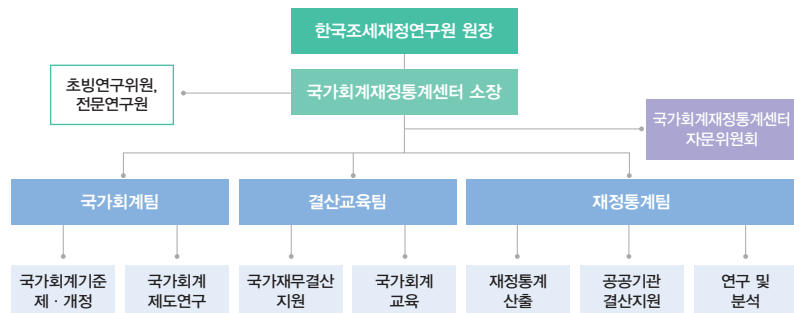 한국조세재정연구원 원장
초빙연구위원,
전문연구원
국가회계재정통계센터 소장
국가회계재정통계센터
자문위원회
국가회계팀
결산교육팀
재정통계팀
국가회계기준
제 · 개정
국가회계
제도연구
국가재무결산
지원
국가회계
교육
재정통계
산출
공공기관
결산지원
연구 및
분석